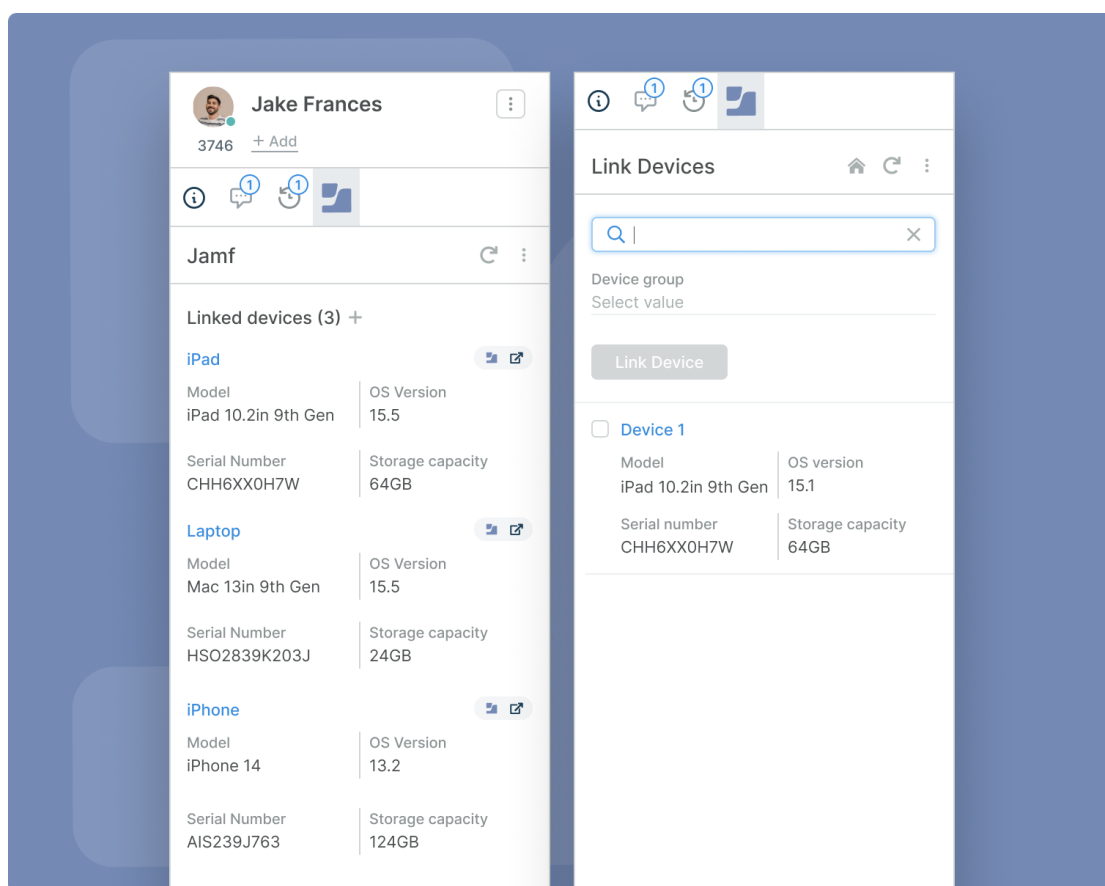 Jake Frances
3746 + Add
1 1
Jamf
Linked devices (3) +
iPad
Model OS Version
iPad 10.2in 9th Gen 15.5
Serial Number Storage capacity
CHH6XX0H7W 64GB
Laptop
Model OS Version
Mac 13in 9th Gen 15.5
Serial Number Storage capacity
HSO2839K203J 24GB
iPhone
Model OS Version
iPhone 14 13.2
Serial Number Storage capacity
AIS239J763 124GB
1 1
Link Devices
Device group
Select value
Link Device
Device 1
Model OS version
iPad 10.2in 9th Gen 15.1
Serial number Storage capacity
CHH6XX0H7W 64GB